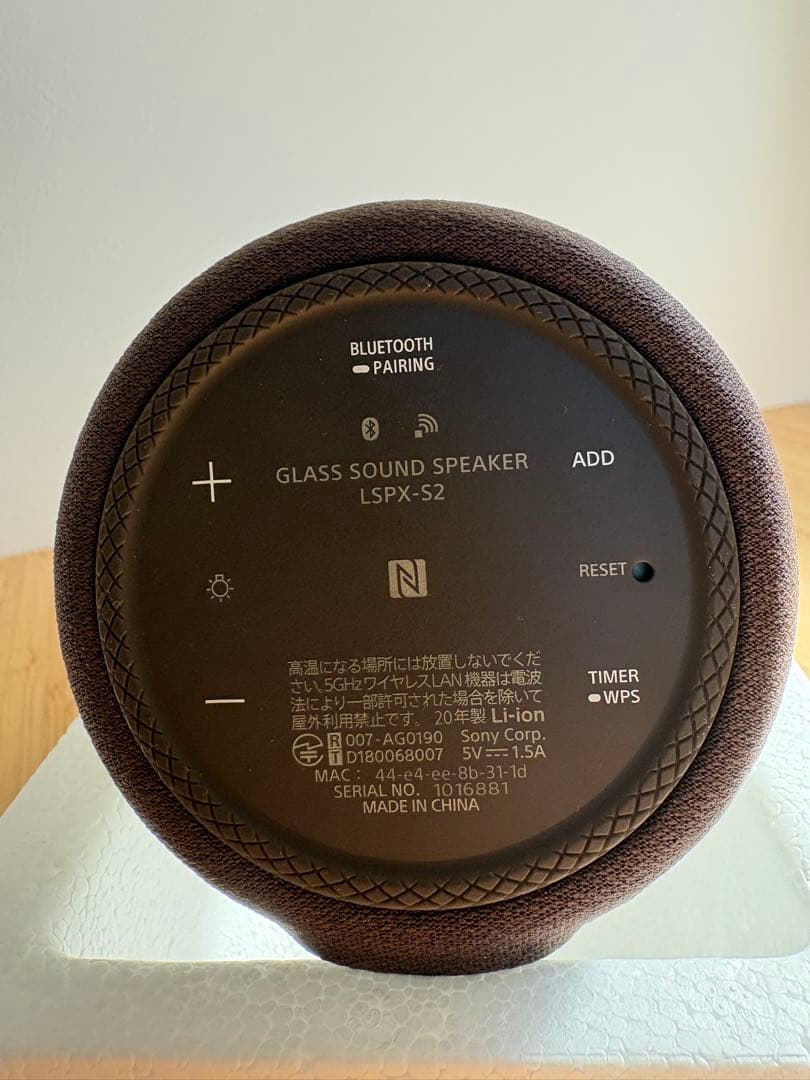 BLUETOOTH
PAIRING
GLASS SOUND SPEAKER
LSPX-S2
ADD
RESET
高温になる場所には放置しないでくだ
さい。5GHzワイヤレスLAN機器は電波
法により一部許可された場合を除いて
屋外利用禁止です。 20年製 Li-ion
R 007-AG0190 Sony Corp.
T D180068007 5V⎓1.5A
MAC : 44-e4-ee-8b-31-1d
SERIAL NO. 1016881
MADE IN CHINA
TIMER
WPS